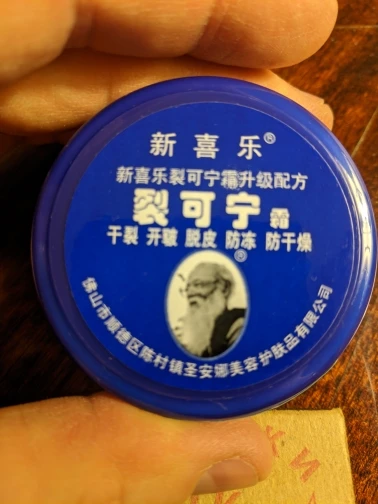 新喜乐®
新喜乐裂可宁霜升级配方
裂可宁霜
干裂 开皲 脱皮 防冻 防干燥
®
佛山市顺德区陈村镇圣安娜美容护肤品有限公司